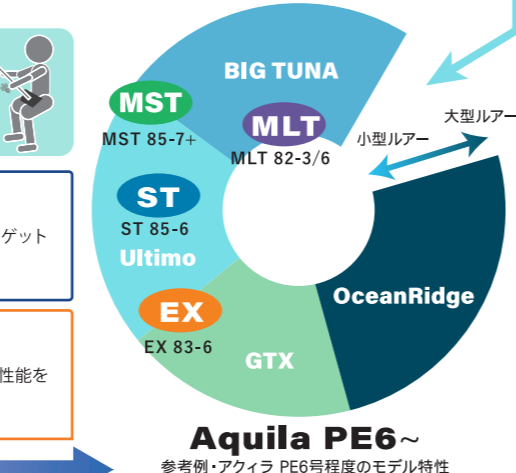 BIG TUNA
MST
MST 85-7+
MLT
MLT 82-3/6
小型ルアー
大型ルアー
ST
ST 85-6
Ultimo
ゲット
OceanRidge
EX
EX 83-6
GTX
性能を
Aquila PE6~
参考例・アクィラ PE6号程度のモデル特性